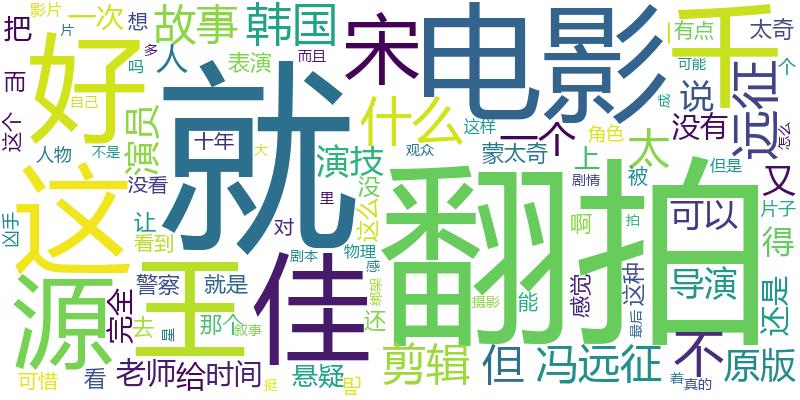 把
影片
片
想
一次
故事
韩国
宋
电影
千
有点
太奇
而
多
吗
人
表演
而且
好
就
什么
一个
说
远征
可能
个
这个
自己
演员
十年
这样
成
角色
没有
怎么
人物
不是
大
演技
观众
蒙太奇
上
太
但是
这
没看
没
这么
翻拍
剧情
被
又
凶手
让
对
里
啊
拍
可以
片子
看到
剧本
物理
得
源
王
佳
警察
就是
感
绑架
能
感觉
这种
导演
还是
完全
去
那个
叙事
还
摄影
最后
是
可惜
看
老师
给
时间
悬疑
挺
剪辑
但
冯远征
不
原版
着
真的